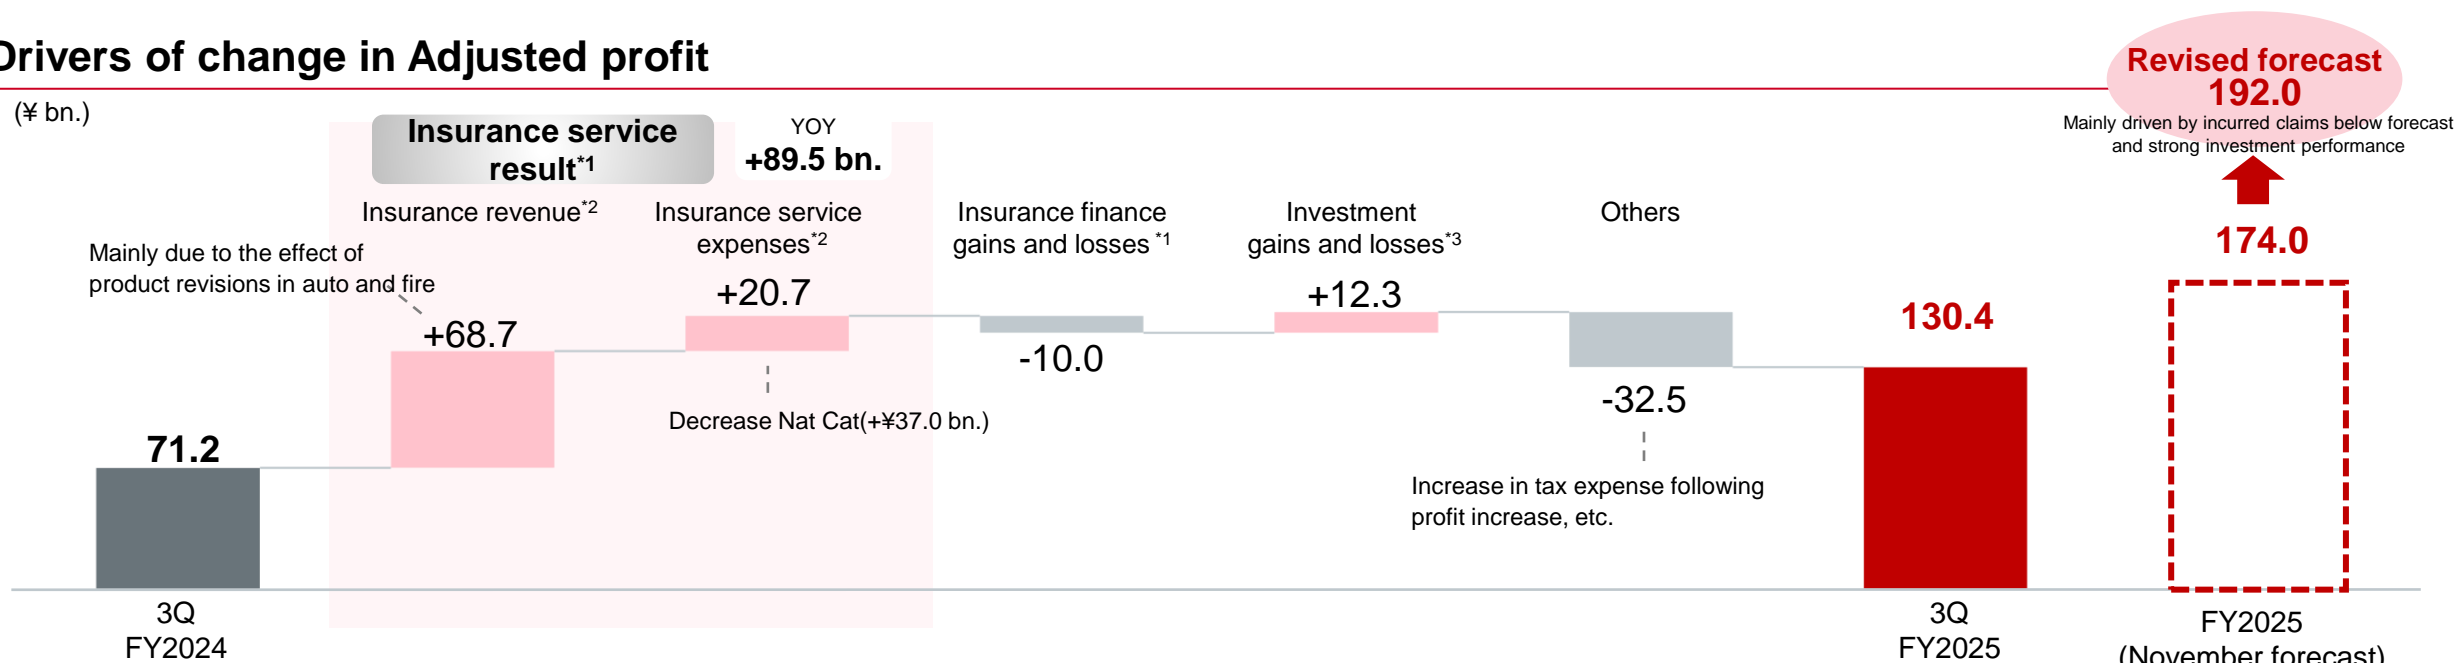 Drivers of change in Adjusted profit
(¥ bn.)
Revised forecast
192.0
Mainly driven by incurred claims below forecast
and strong investment performance
174.0
Insurance service
result*1
YOY
+89.5 bn.
Insurance revenue*2
Insurance service
expenses*2
Insurance finance
gains and losses *1
Investment
gains and losses*3
Others
Mainly due to the effect of
product revisions in auto and fire
+68.7
+20.7
-10.0
+12.3
-32.5
130.4
71.2
Decrease Nat Cat(+¥37.0 bn.)
Increase in tax expense following
profit increase, etc.
3Q
FY2024
3Q
FY2025
FY2025
(November forecast)